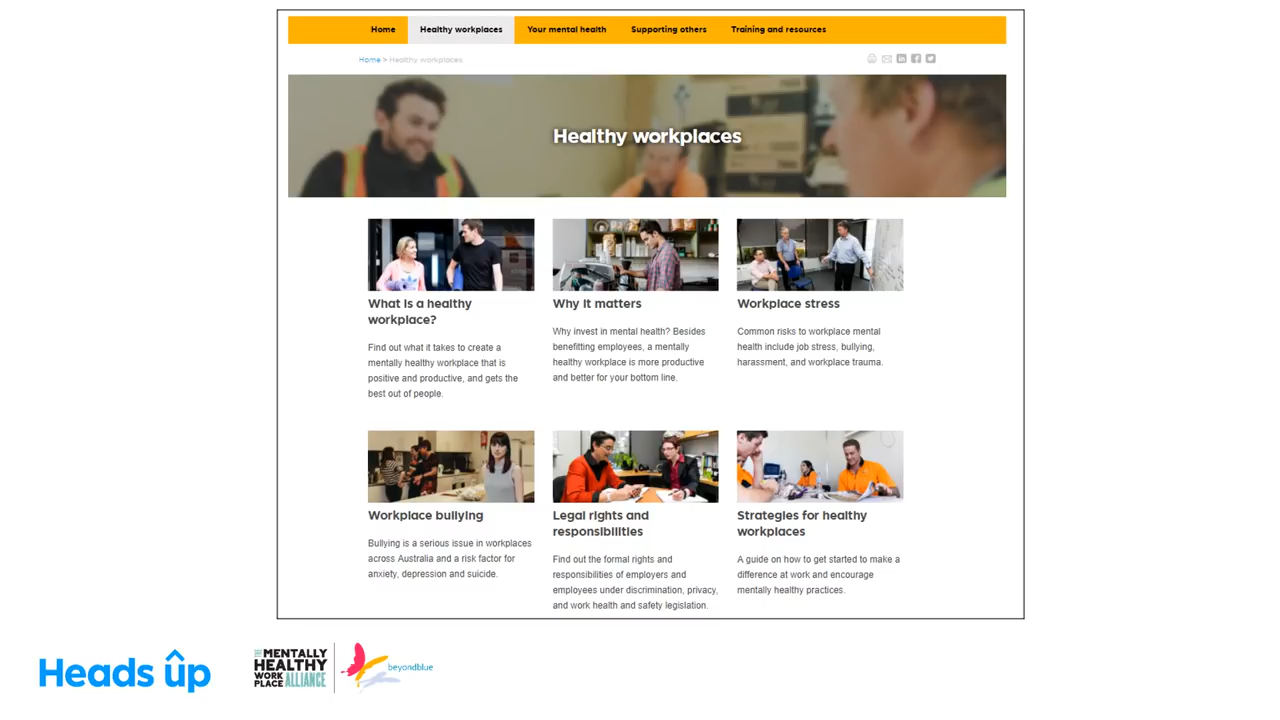 Home Healthy workplaces Your mental health Supporting others Training and resources
Home > Healthy workplaces
Healthy workplaces
What is a healthy
workplace?
Find out what it takes to create a
mentally healthy workplace that is
positive and productive, and gets the
best out of people.
Why it matters
Why invest in mental health? Besides
benefitting employees, a mentally
healthy workplace is more productive
and better for your bottom line.
Workplace stress
Common risks to workplace mental
health include job stress, bullying,
harassment, and workplace trauma.
Workplace bullying
Bullying is a serious issue in workplaces
across Australia and a risk factor for
anxiety, depression and suicide.
Legal rights and
responsibilities
Find out the formal rights and
responsibilities of employers and
employees under discrimination, privacy,
and work health and safety legislation.
Strategies for healthy
workplaces
A guide on how to get started to make a
difference at work and encourage
mentally healthy practices.
Heads up
THE MENTALLY
HEALTHY
WORK
PLACE ALLIANCE
beyondblue